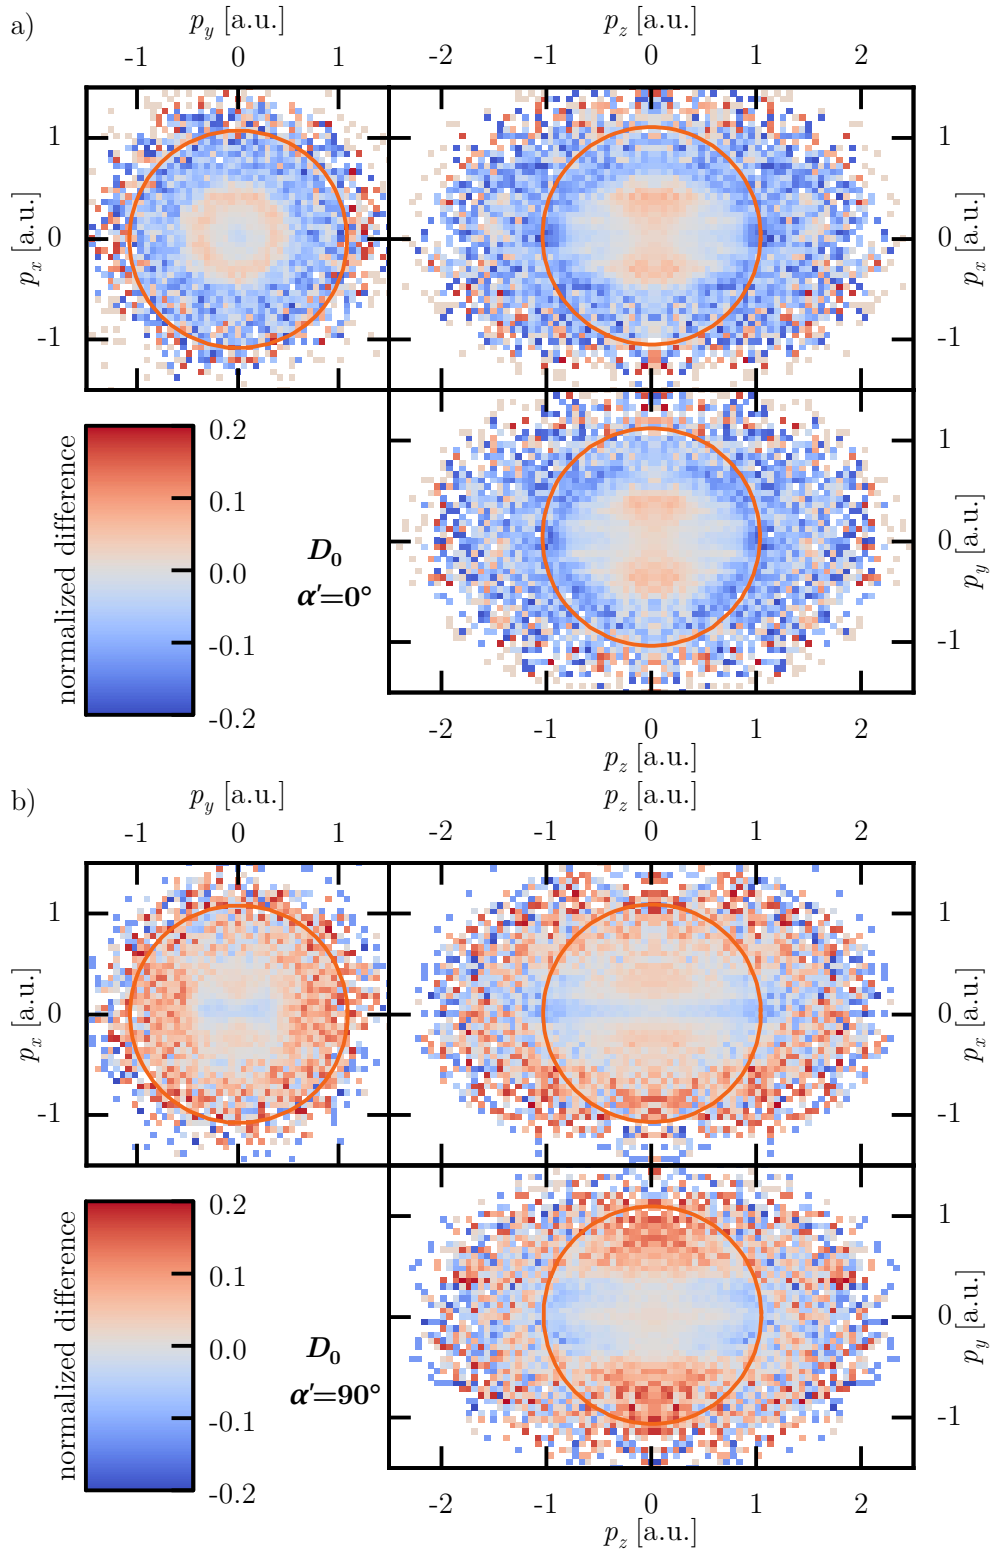 a)
p_y [a.u.]
p_z [a.u.]
-1 0 1
-2 -1 0 1 2
1
0
-1
p_x [a.u.]
1
0
-1
p_x [a.u.]
normalized difference
0.2
0.1
0.0
-0.1
-0.2
D_0
α'=0°
1
0
-1
p_y [a.u.]
-2 -1 0 1 2
p_z [a.u.]
b)
p_y [a.u.]
p_z [a.u.]
-1 0 1
-2 -1 0 1 2
1
0
-1
p_x [a.u.]
1
0
-1
p_x [a.u.]
normalized difference
0.2
0.1
0.0
-0.1
-0.2
D_0
α'=90°
1
0
-1
p_y [a.u.]
-2 -1 0 1 2
p_z [a.u.]